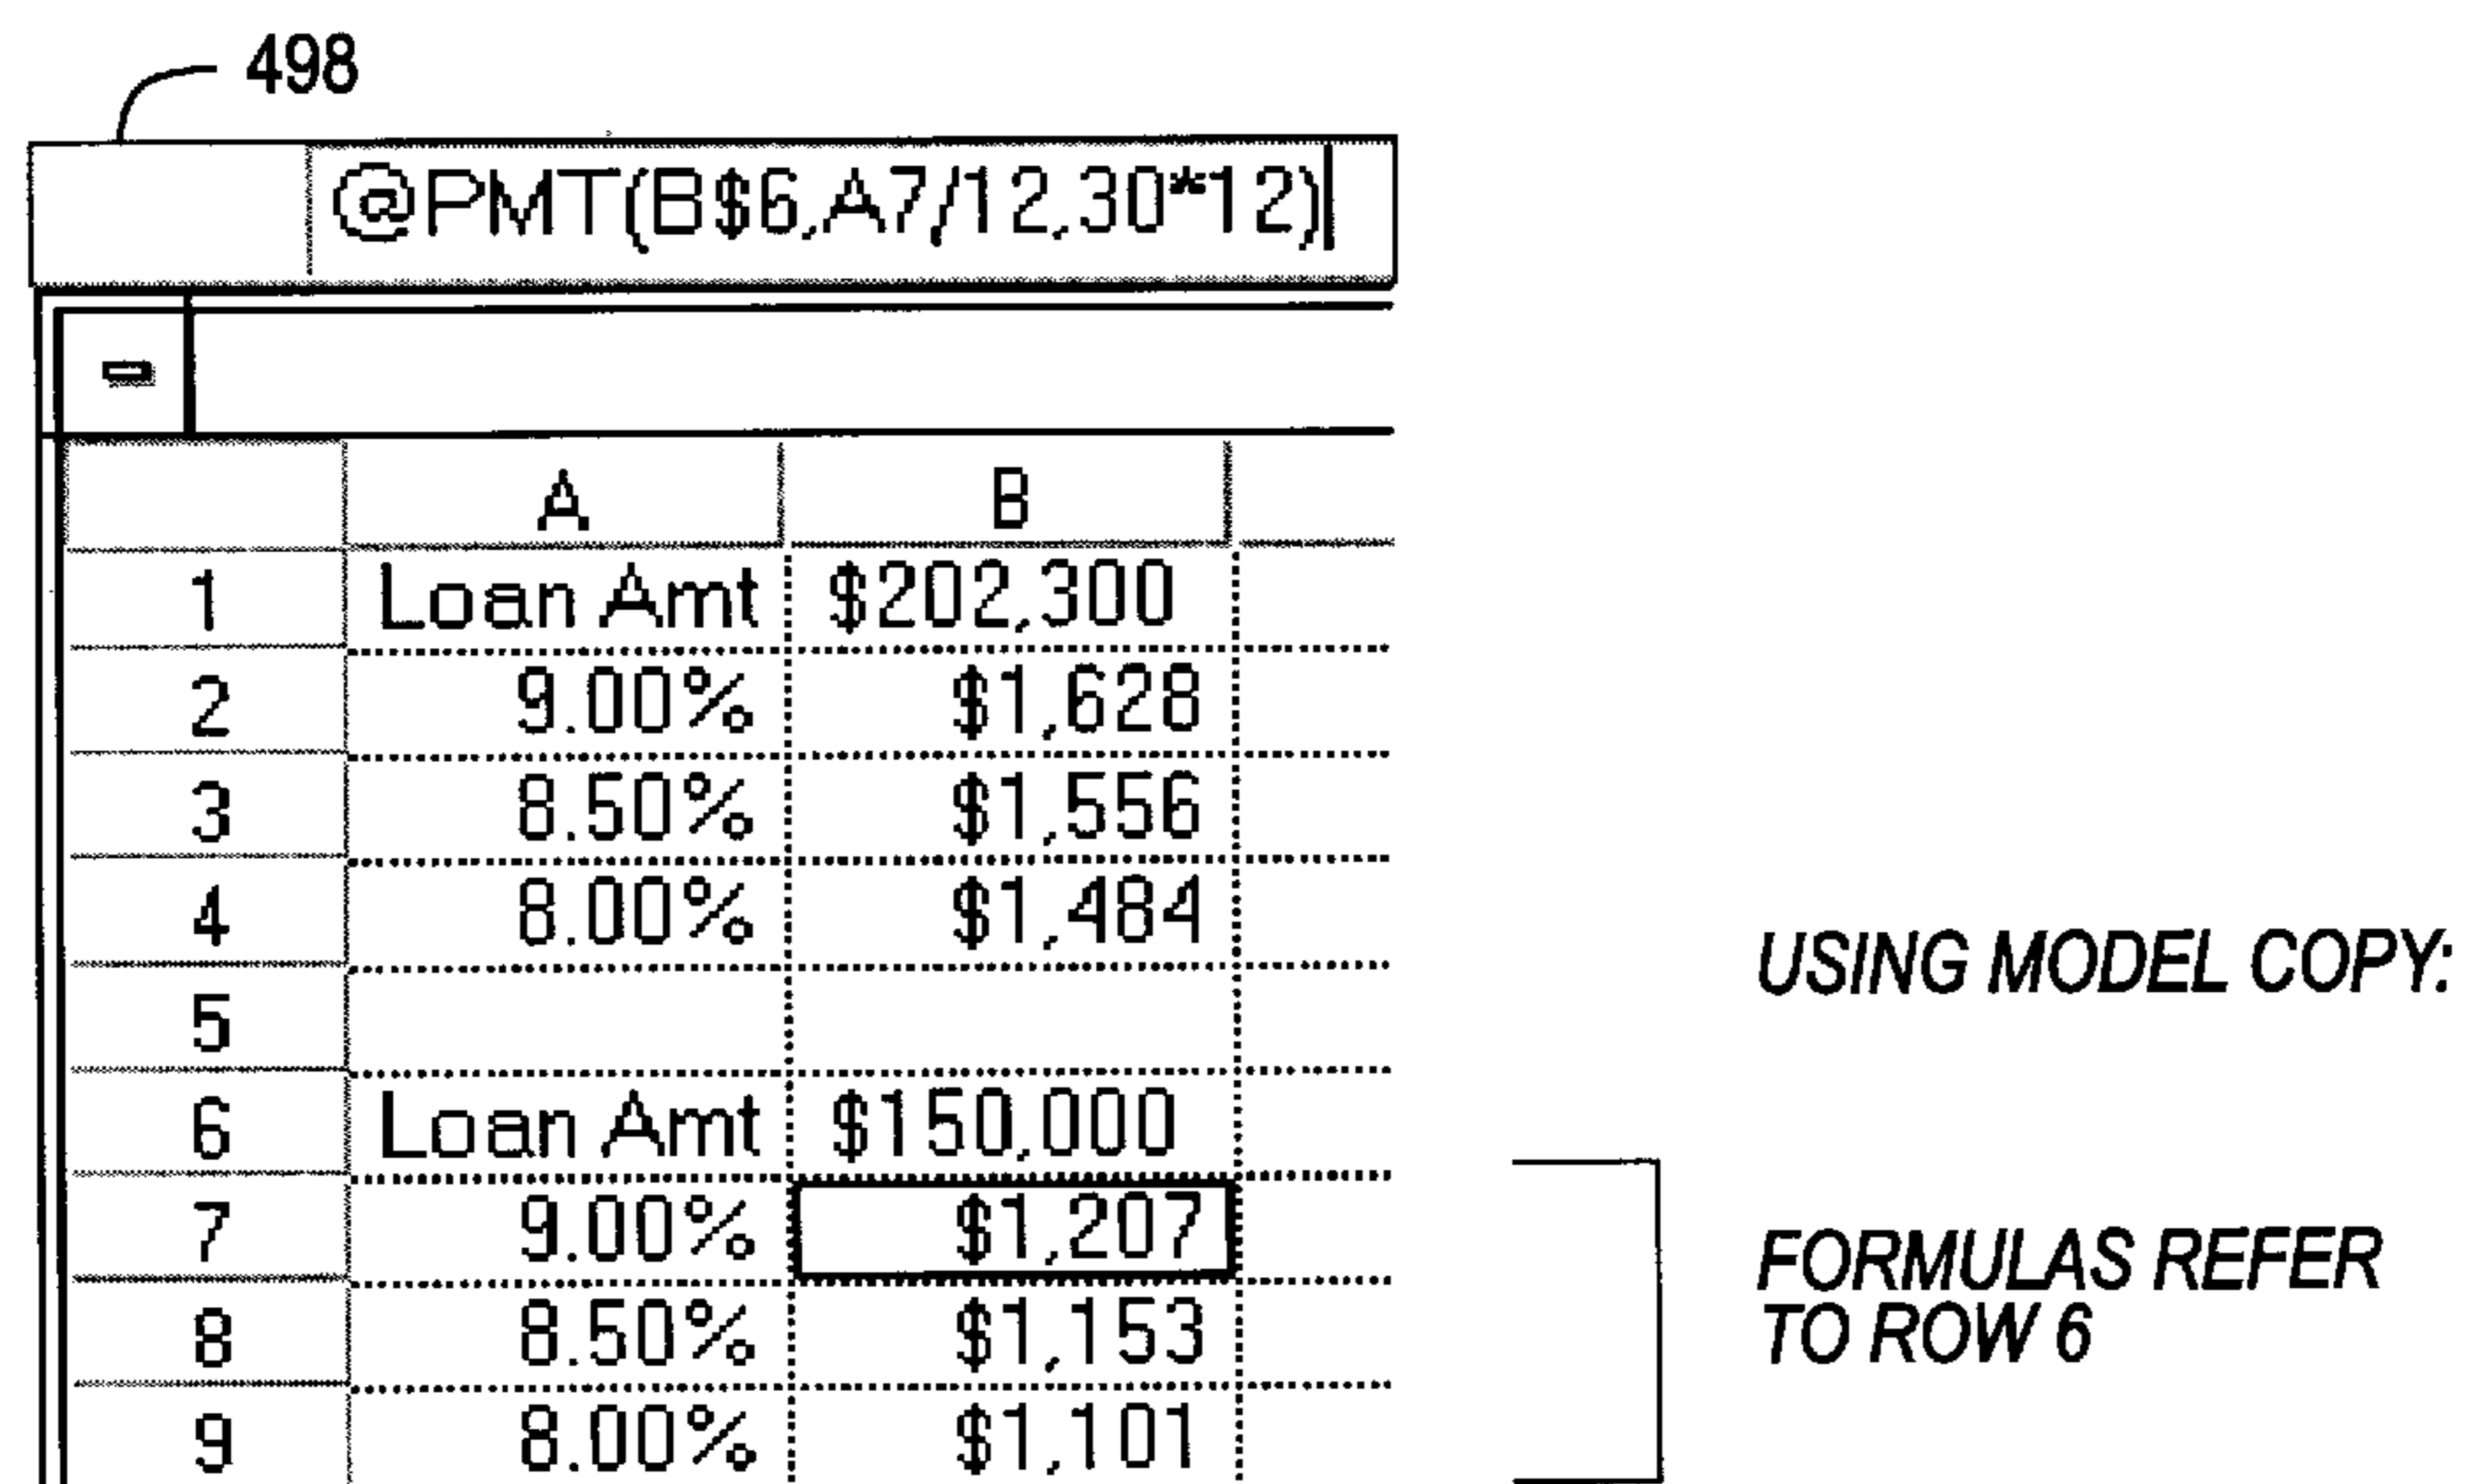 498
@PMT(B$6,A7/12,30*12)
A B
1 Loan Amt $202,300
2 9.00% $1,628
3 8.50% $1,556
4 8.00% $1,484
5
6 Loan Amt $150,000
7 9.00% $1,207
8 8.50% $1,153
9 8.00% $1,101
USING MODEL COPY:
FORMULAS REFER
TO ROW 6